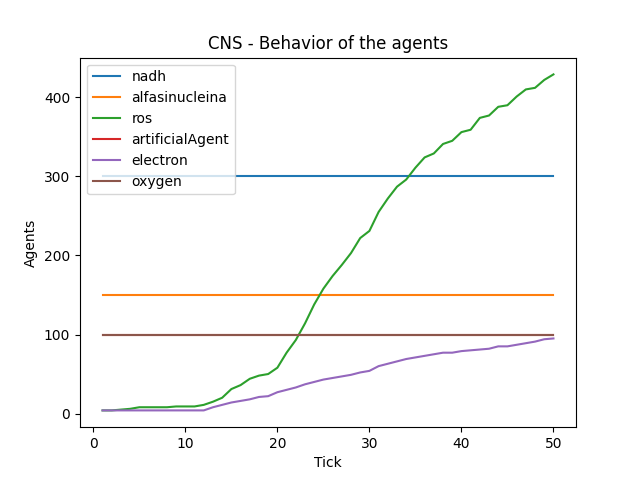 CNS - Behavior of the agents
nadh
alfasinucleina
ros
artificialAgent
electron
oxygen
Agents
400
300
200
100
0
0 10 20 30 40 50
Tick